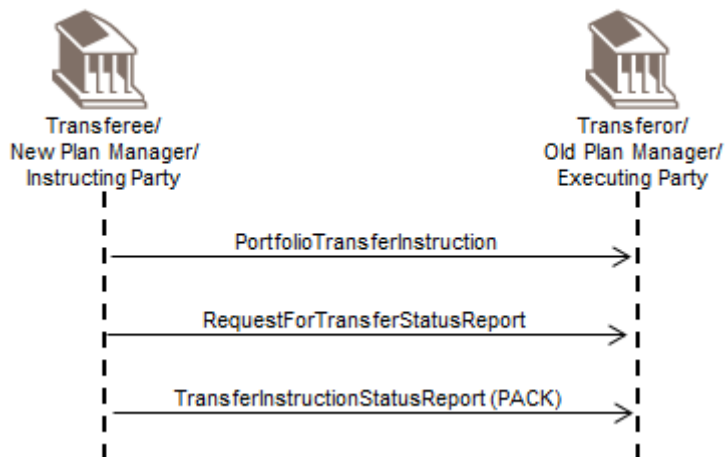 Transferee/
New Plan Manager/
Instructing Party
Transferor/
Old Plan Manager/
Executing Party
PortfolioTransferInstruction
RequestForTransferStatusReport
TransferInstructionStatusReport (PACK)